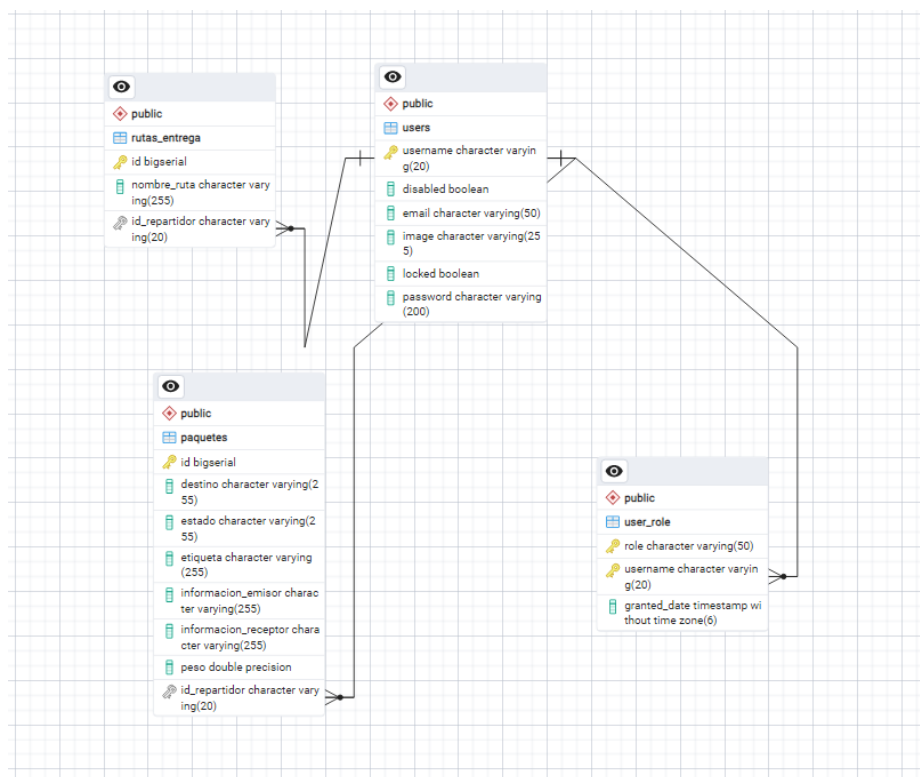 public
rutas_entrega
id bigserial
nombre_ruta character vary
ing(255)
id_repartidor character vary
ing(20)
public
users
username character varyin
g(20)
disabled boolean
email character varying(50)
image character varying(25
5)
locked boolean
password character varying
(200)
public
paquetes
id bigserial
destino character varying(2
55)
estado character varying(2
55)
etiqueta character varying
(255)
informacion_emisor charac
ter varying(255)
informacion_receptor chara
cter varying(255)
peso double precision
id_repartidor character vary
ing(20)
public
user_role
role character varying(50)
username character varyin
g(20)
granted_date timestamp wi
thout time zone(6)